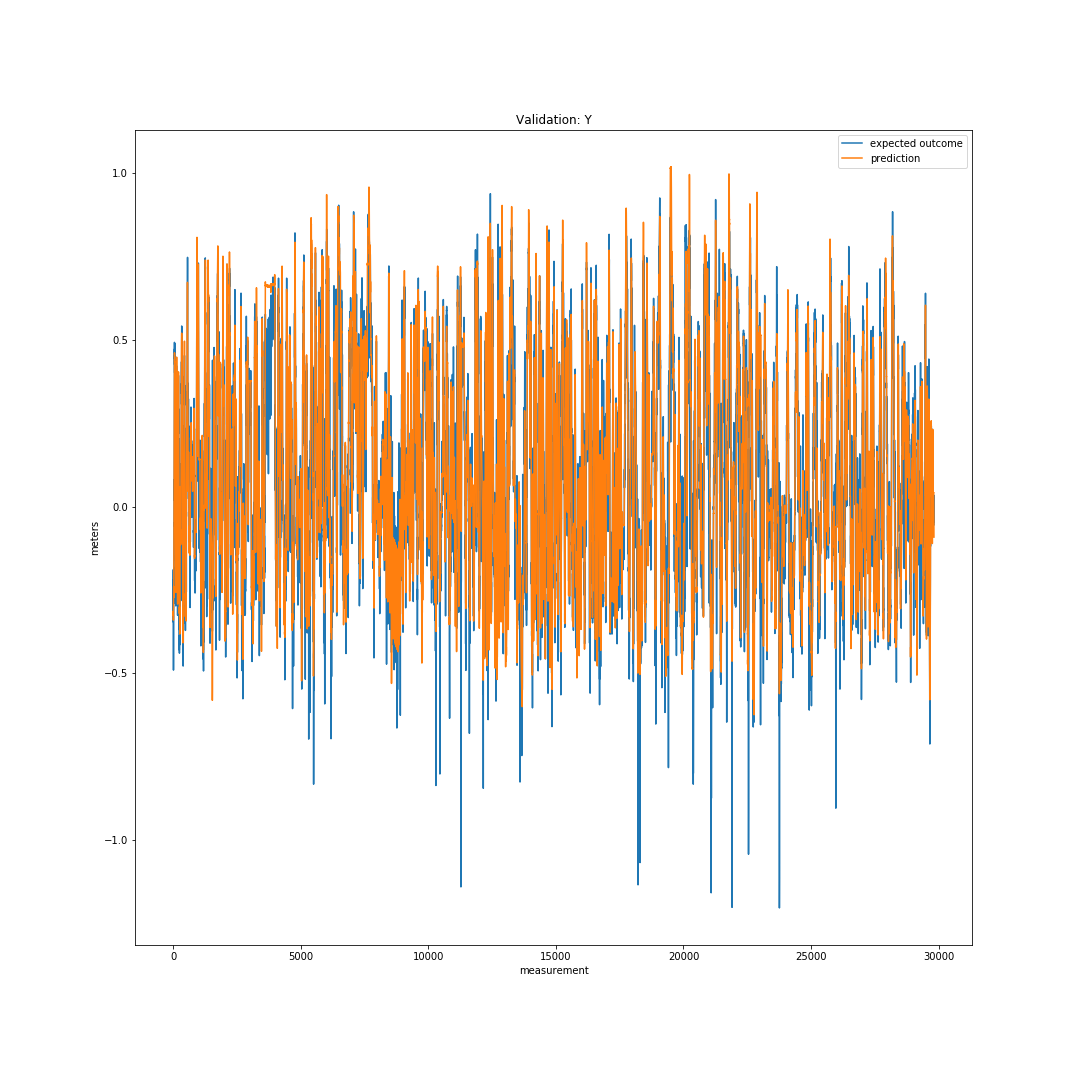 Validation: Y
expected outcome
prediction
1.0
0.5
0.0
−0.5
−1.0
meters
0 5000 10000 15000 20000 25000 30000
measurement